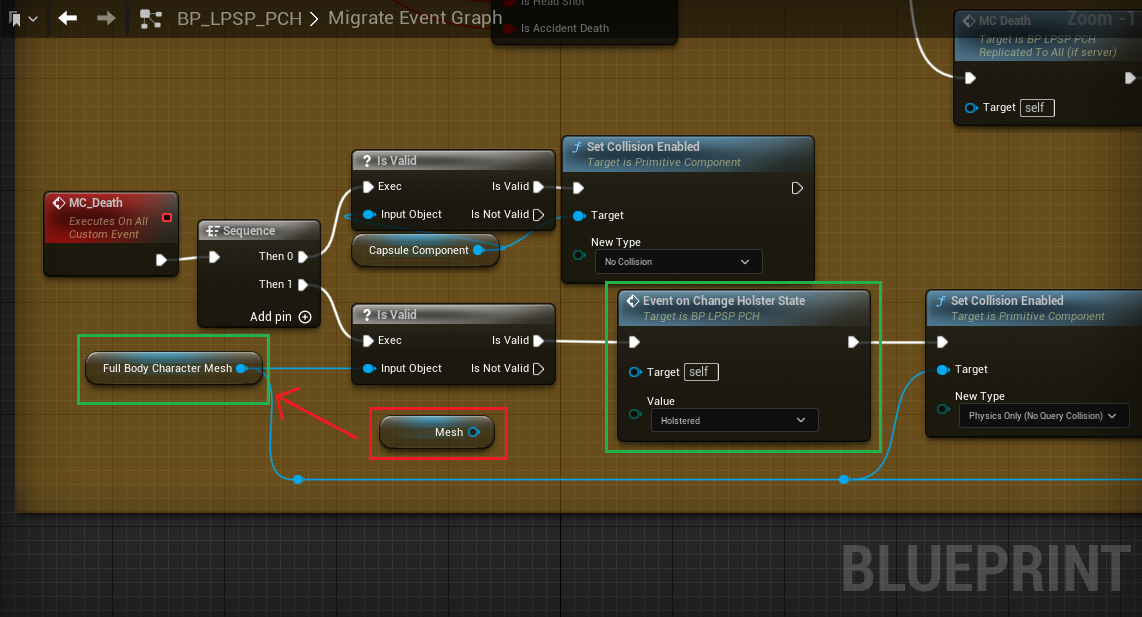 BP_LPSP_PCH > Migrate Event Graph
Zoom -1
Is Head Shot
Is Accident Death
MC Death
Target is BP LPSP PCH
Replicated To All (if server)
Target self
MC_Death
Executes On All
Custom Event
Sequence
Then 0
Then 1
Add pin
? Is Valid
Exec
Is Valid
Input Object
Is Not Valid
Capsule Component
f Set Collision Enabled
Target is Primitive Component
Target
New Type
No Collision
? Is Valid
Exec
Is Valid
Input Object
Is Not Valid
Full Body Character Mesh
Mesh
Event on Change Holster State
Target is BP LPSP PCH
Target self
Value
Holstered
f Set Collision Enabled
Target is Primitive Component
Target
New Type
Physics Only (No Query Collision)
BLUEPRINT